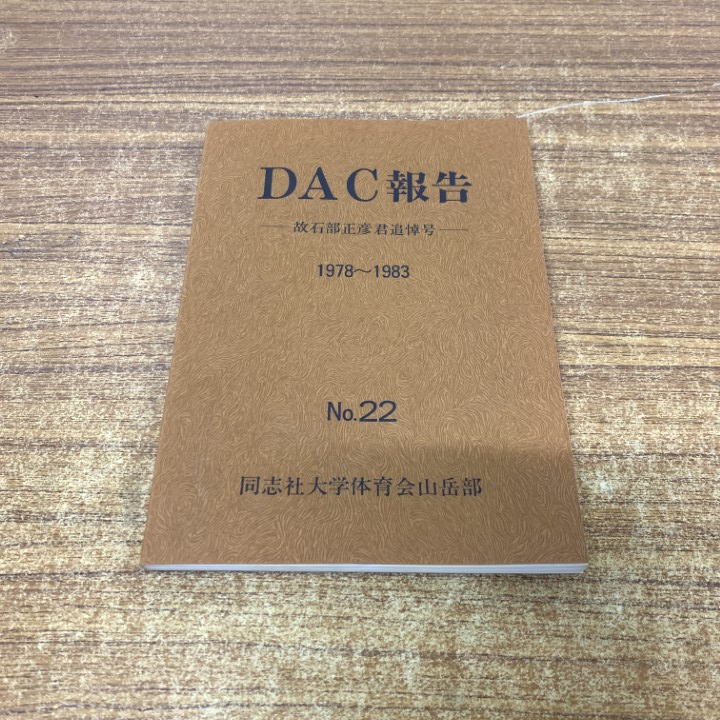 DAC報告
―故石部正彦君追悼号―
1978〜1983
No.22
同志社大学体育会山岳部